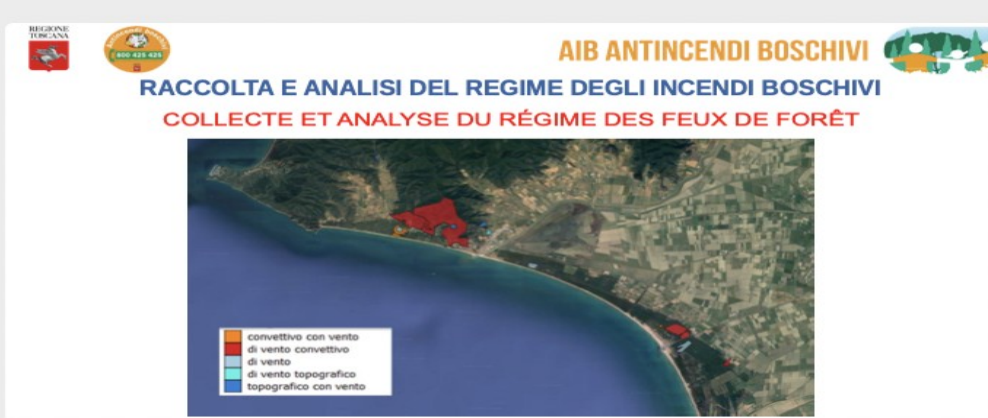 REGIONE
TOSCANA
Antincendi boschivi
800 425 425
AIB ANTINCENDI BOSCHIVI
RACCOLTA E ANALISI DEL REGIME DEGLI INCENDI BOSCHIVI
COLLECTE ET ANALYSE DU RÉGIME DES FEUX DE FORÊT
convettivo con vento
di vento convettivo
di vento
di vento topografico
topografico con vento